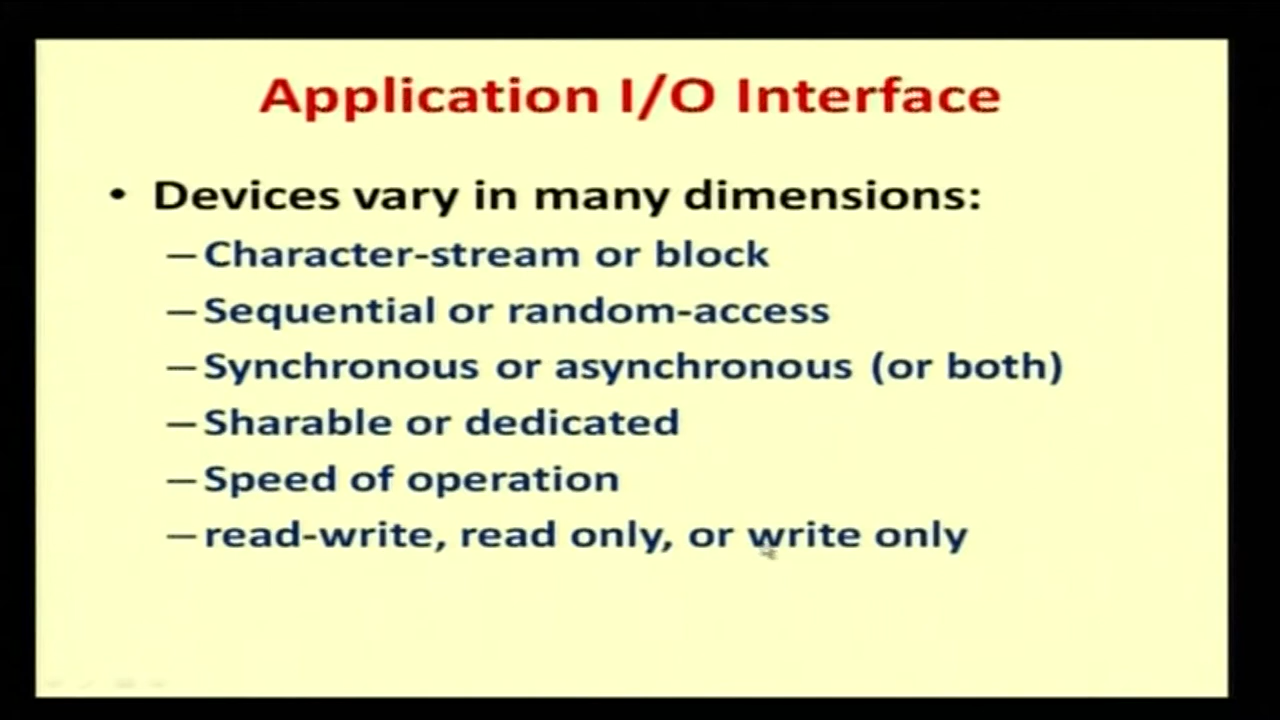 Application I/O Interface
• Devices vary in many dimensions:
– Character-stream or block
– Sequential or random-access
– Synchronous or asynchronous (or both)
– Sharable or dedicated
– Speed of operation
– read-write, read only, or write only